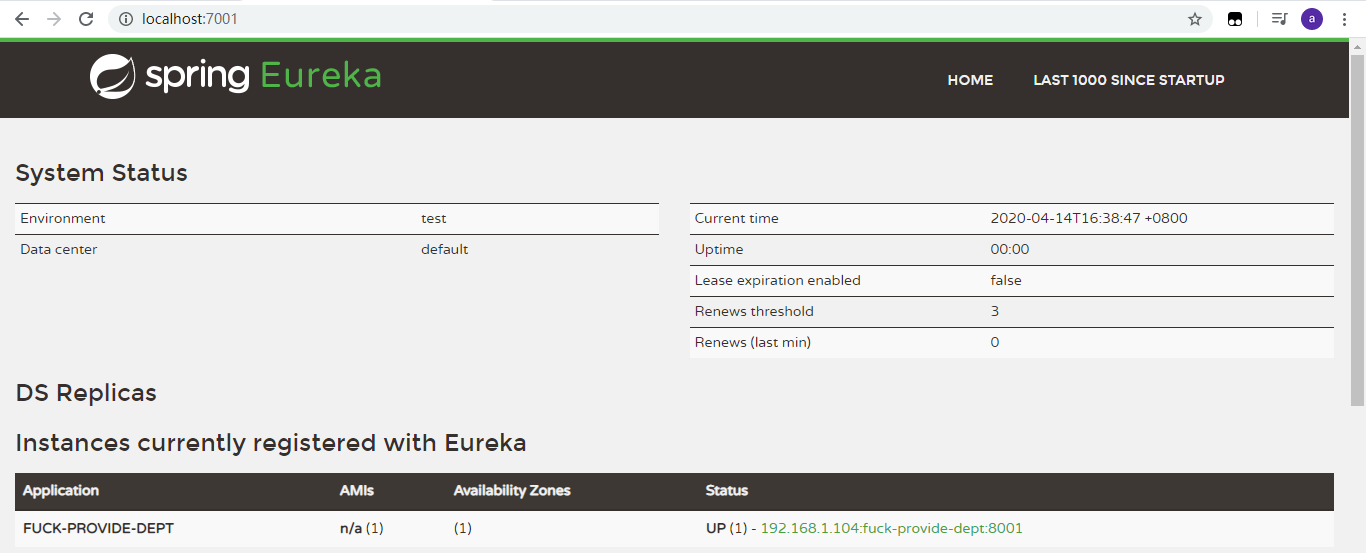 localhost:7001
a
spring Eureka
HOME LAST 1000 SINCE STARTUP
System Status
Environment test
Data center default
Current time 2020-04-14T16:38:47 +0800
Uptime 00:00
Lease expiration enabled false
Renews threshold 3
Renews (last min) 0
DS Replicas
Instances currently registered with Eureka
Application AMIs Availability Zones Status
FUCK-PROVIDE-DEPT n/a (1) (1) UP (1) - 192.168.1.104:fuck-provide-dept:8001